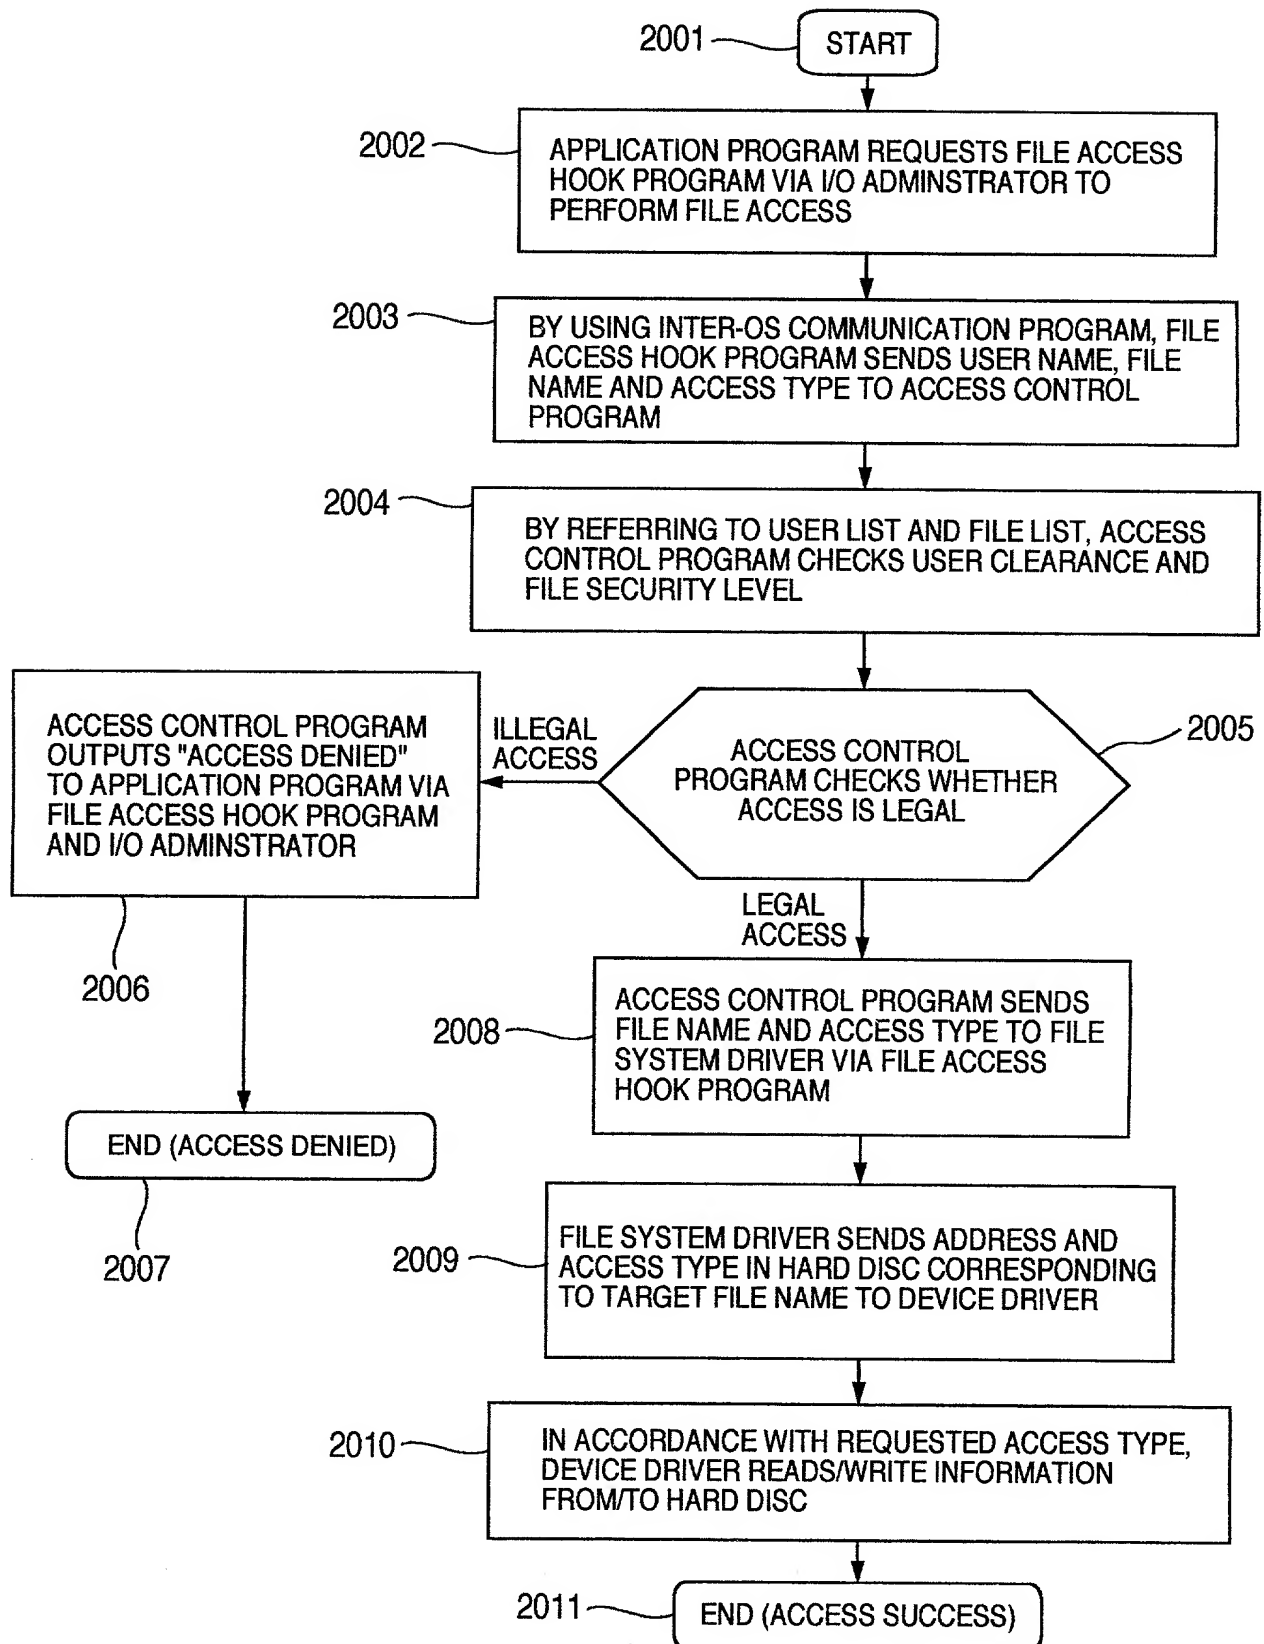 2001
START
2002
APPLICATION PROGRAM REQUESTS FILE ACCESS
HOOK PROGRAM VIA I/O ADMINSTRATOR TO
PERFORM FILE ACCESS
2003
BY USING INTER-OS COMMUNICATION PROGRAM, FILE
ACCESS HOOK PROGRAM SENDS USER NAME, FILE
NAME AND ACCESS TYPE TO ACCESS CONTROL
PROGRAM
2004
BY REFERRING TO USER LIST AND FILE LIST, ACCESS
CONTROL PROGRAM CHECKS USER CLEARANCE AND
FILE SECURITY LEVEL
2005
ACCESS CONTROL
PROGRAM CHECKS WHETHER
ACCESS IS LEGAL
ILLEGAL
ACCESS
ACCESS CONTROL PROGRAM
OUTPUTS "ACCESS DENIED"
TO APPLICATION PROGRAM VIA
FILE ACCESS HOOK PROGRAM
AND I/O ADMINSTRATOR
2006
END (ACCESS DENIED)
2007
LEGAL
ACCESS
2008
ACCESS CONTROL PROGRAM SENDS
FILE NAME AND ACCESS TYPE TO FILE
SYSTEM DRIVER VIA FILE ACCESS
HOOK PROGRAM
2009
FILE SYSTEM DRIVER SENDS ADDRESS AND
ACCESS TYPE IN HARD DISC CORRESPONDING
TO TARGET FILE NAME TO DEVICE DRIVER
2010
IN ACCORDANCE WITH REQUESTED ACCESS TYPE,
DEVICE DRIVER READS/WRITE INFORMATION
FROM/TO HARD DISC
2011
END (ACCESS SUCCESS)